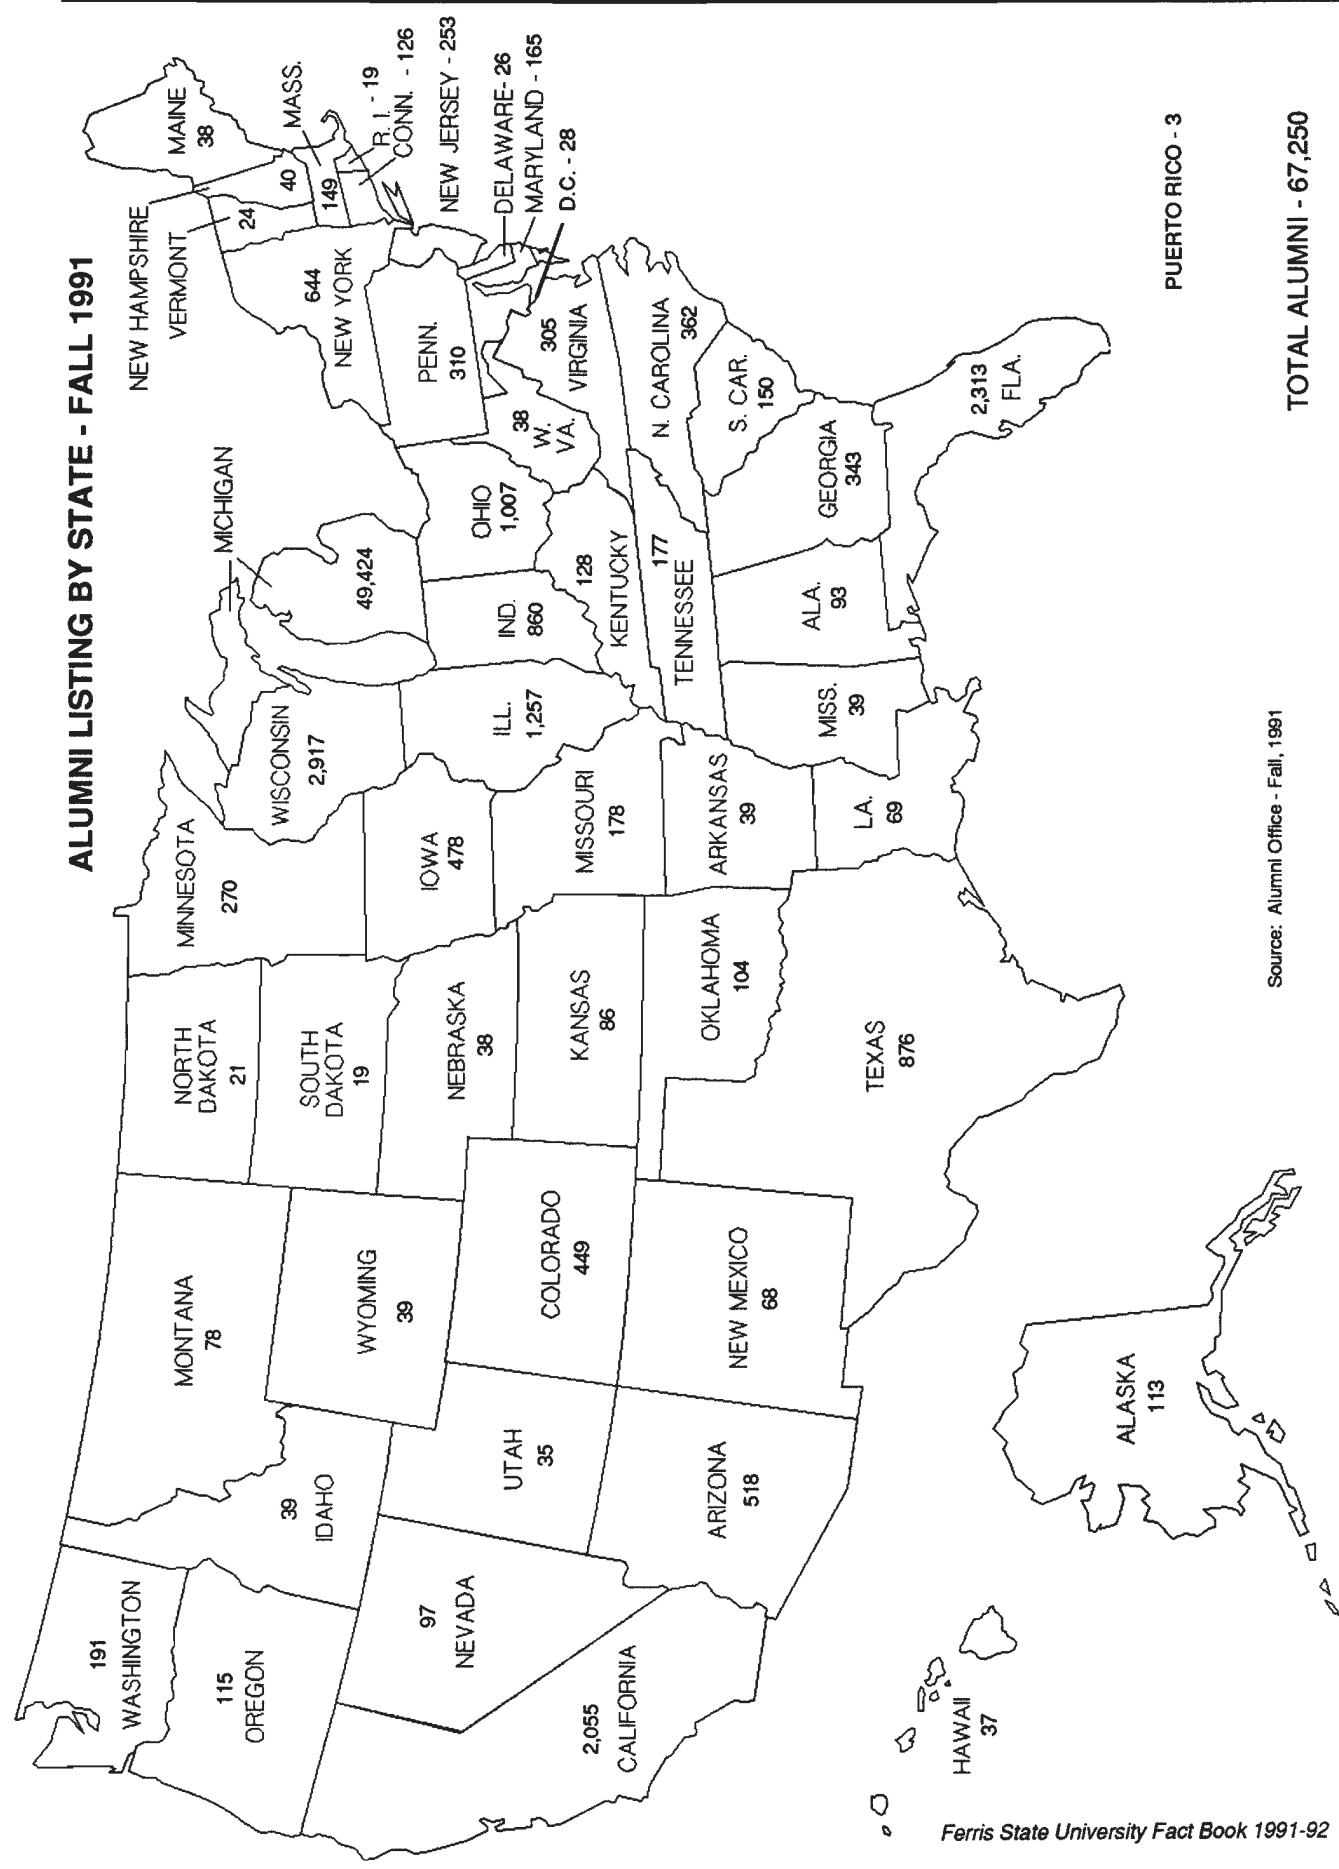 ALUMNI LISTING BY STATE - FALL 1991
WASHINGTON
191
OREGON
115
CALIFORNIA
2,055
NEVADA
97
IDAHO
39
MONTANA
78
WYOMING
39
UTAH
35
COLORADO
449
ARIZONA
518
NEW MEXICO
68
NORTH
DAKOTA
21
SOUTH
DAKOTA
19
NEBRASKA
38
KANSAS
86
OKLAHOMA
104
TEXAS
876
MINNESOTA
270
IOWA
478
MISSOURI
178
ARKANSAS
39
LA.
69
WISCONSIN
2,917
ILL.
1,257
MICHIGAN
49,424
IND.
860
OHIO
1,007
128
KENTUCKY
177
TENNESSEE
MISS.
39
ALA.
93
GEORGIA
343
2,313
FLA.
S. CAR.
150
N. CAROLINA
362
305
VIRGINIA
38
W.
VA.
PENN.
310
644
NEW YORK
NEW HAMPSHIRE
40
VERMONT
24
MAINE
38
MASS.
149
R. I. - 19
CONN. - 126
NEW JERSEY - 253
DELAWARE- 26
MARYLAND - 165
D.C. - 28
ALASKA
113
HAWAII
37
PUERTO RICO - 3
TOTAL ALUMNI - 67,250
Source: Alumni Office - Fall, 1991
Ferris State University Fact Book 1991-92